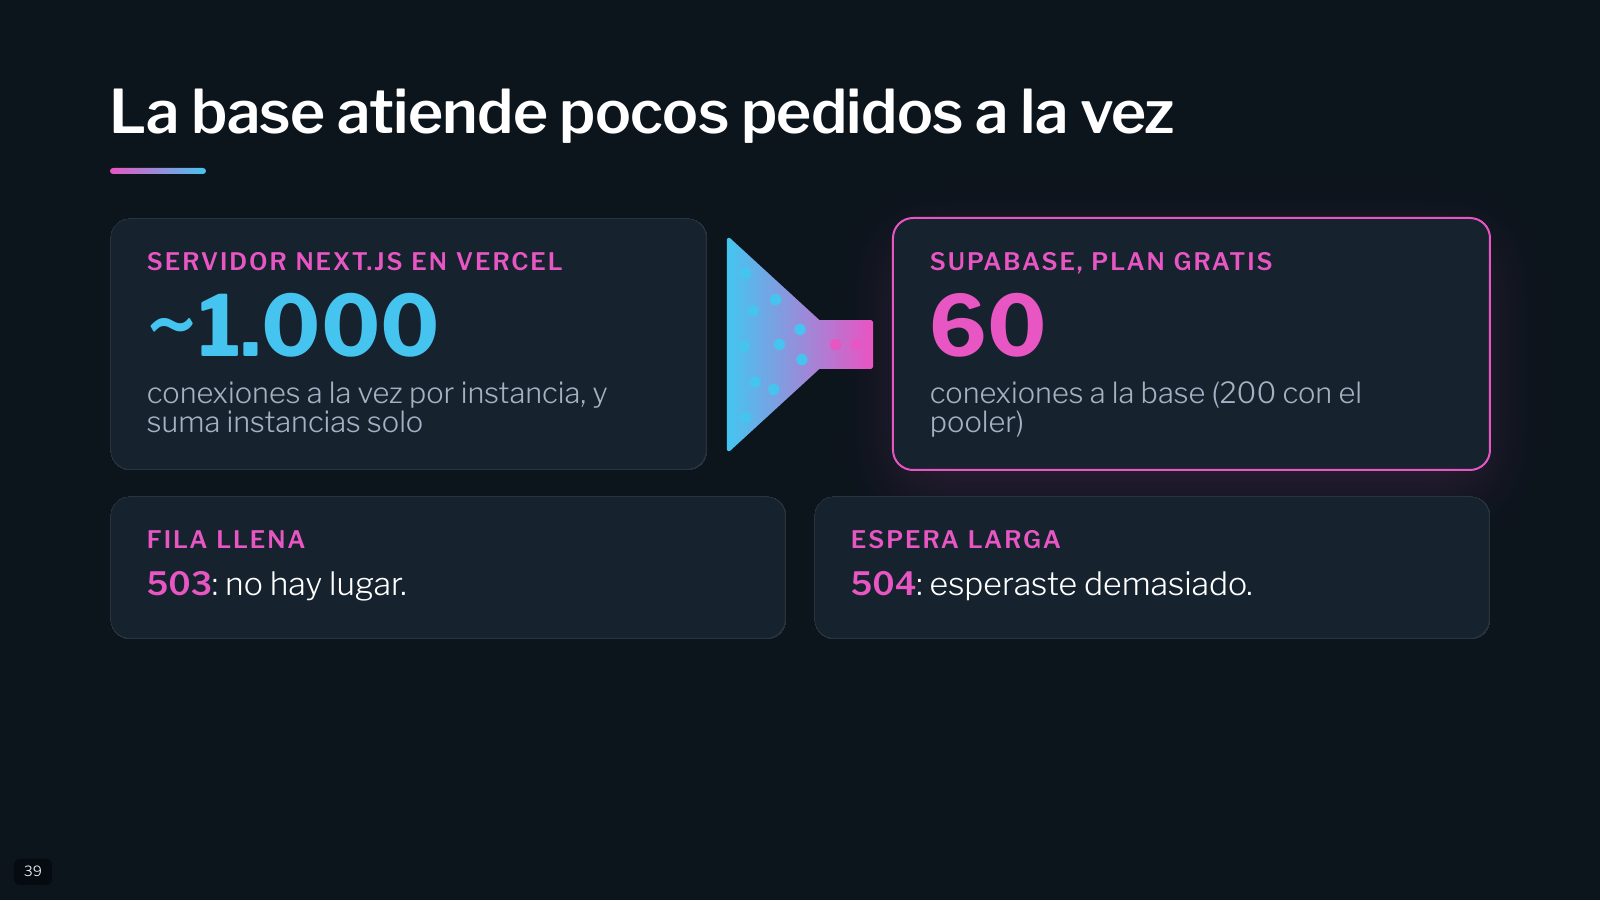 La base atiende pocos pedidos a la vez
SERVIDOR NEXT.JS EN VERCEL
~1.000
conexiones a la vez por instancia, y
suma instancias solo
SUPABASE, PLAN GRATIS
60
conexiones a la base (200 con el
pooler)
FILA LLENA
503: no hay lugar.
ESPERA LARGA
504: esperaste demasiado.
39